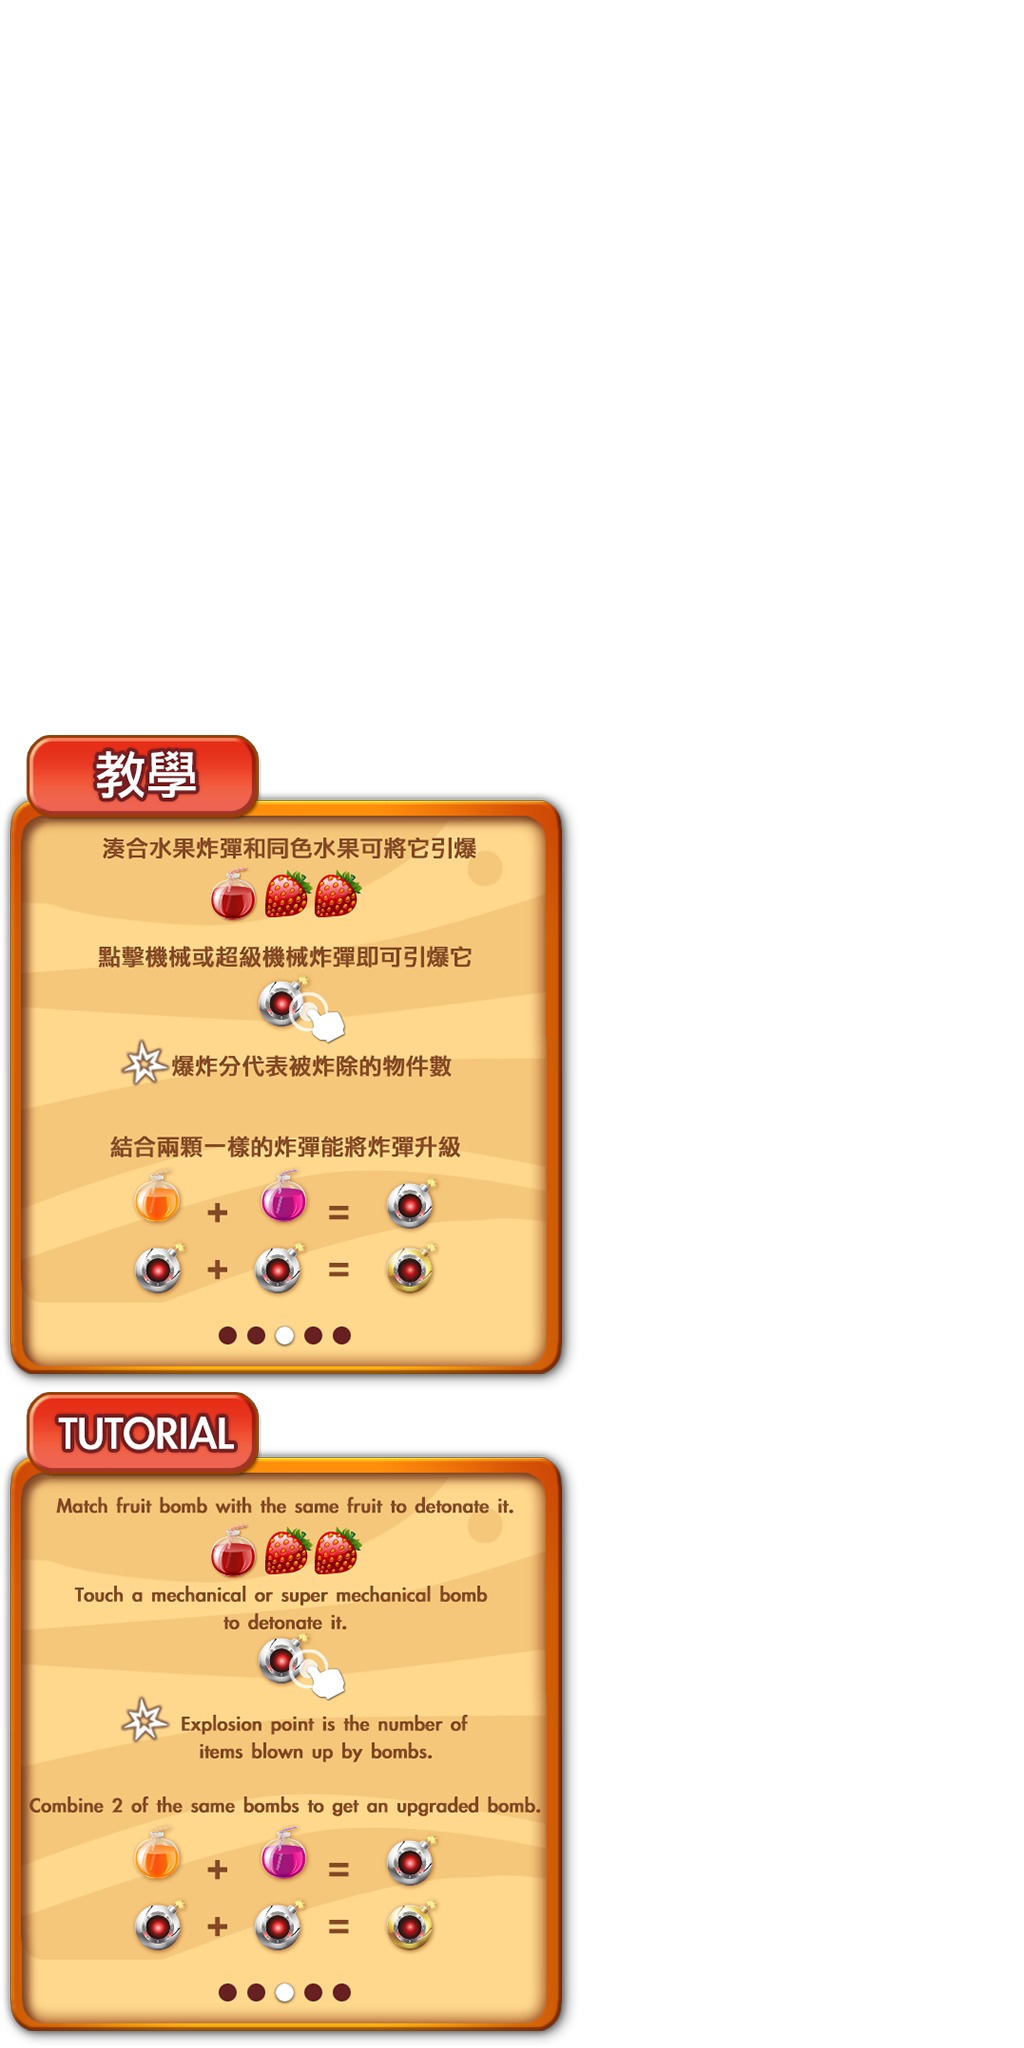 教學
湊合水果炸彈和同色水果可將它引爆
點擊機械或超級機械炸彈即可引爆它
爆炸分代表被炸除的物件數
結合兩顆一樣的炸彈能將炸彈升級
+ =
+ =
TUTORIAL
Match fruit bomb with the same fruit to detonate it.
Touch a mechanical or super mechanical bomb
to detonate it.
Explosion point is the number of
items blown up by bombs.
Combine 2 of the same bombs to get an upgraded bomb.
+ =
+ =